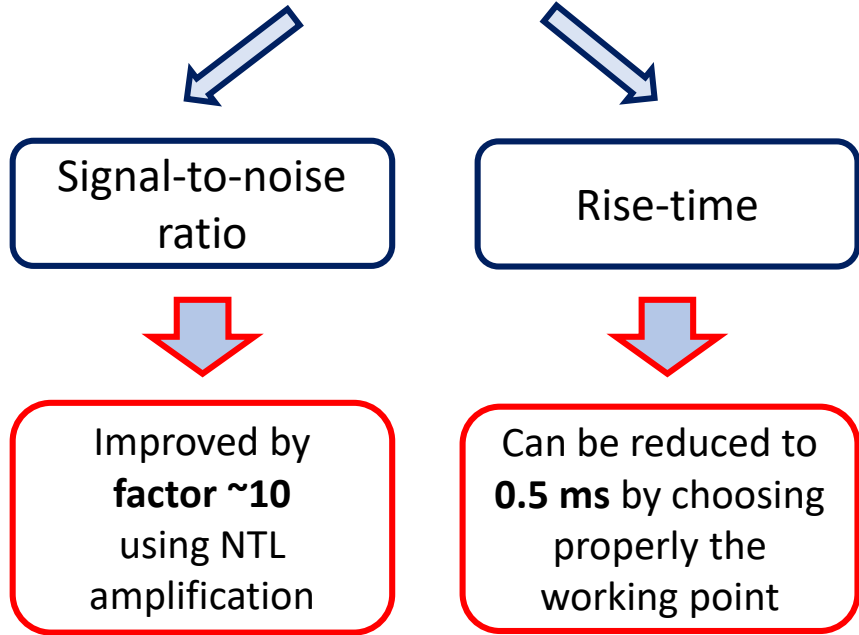 Signal-to-noise
ratio
Rise-time
Improved by
factor ~10
using NTL
amplification
Can be reduced to
0.5 ms by choosing
properly the
working point